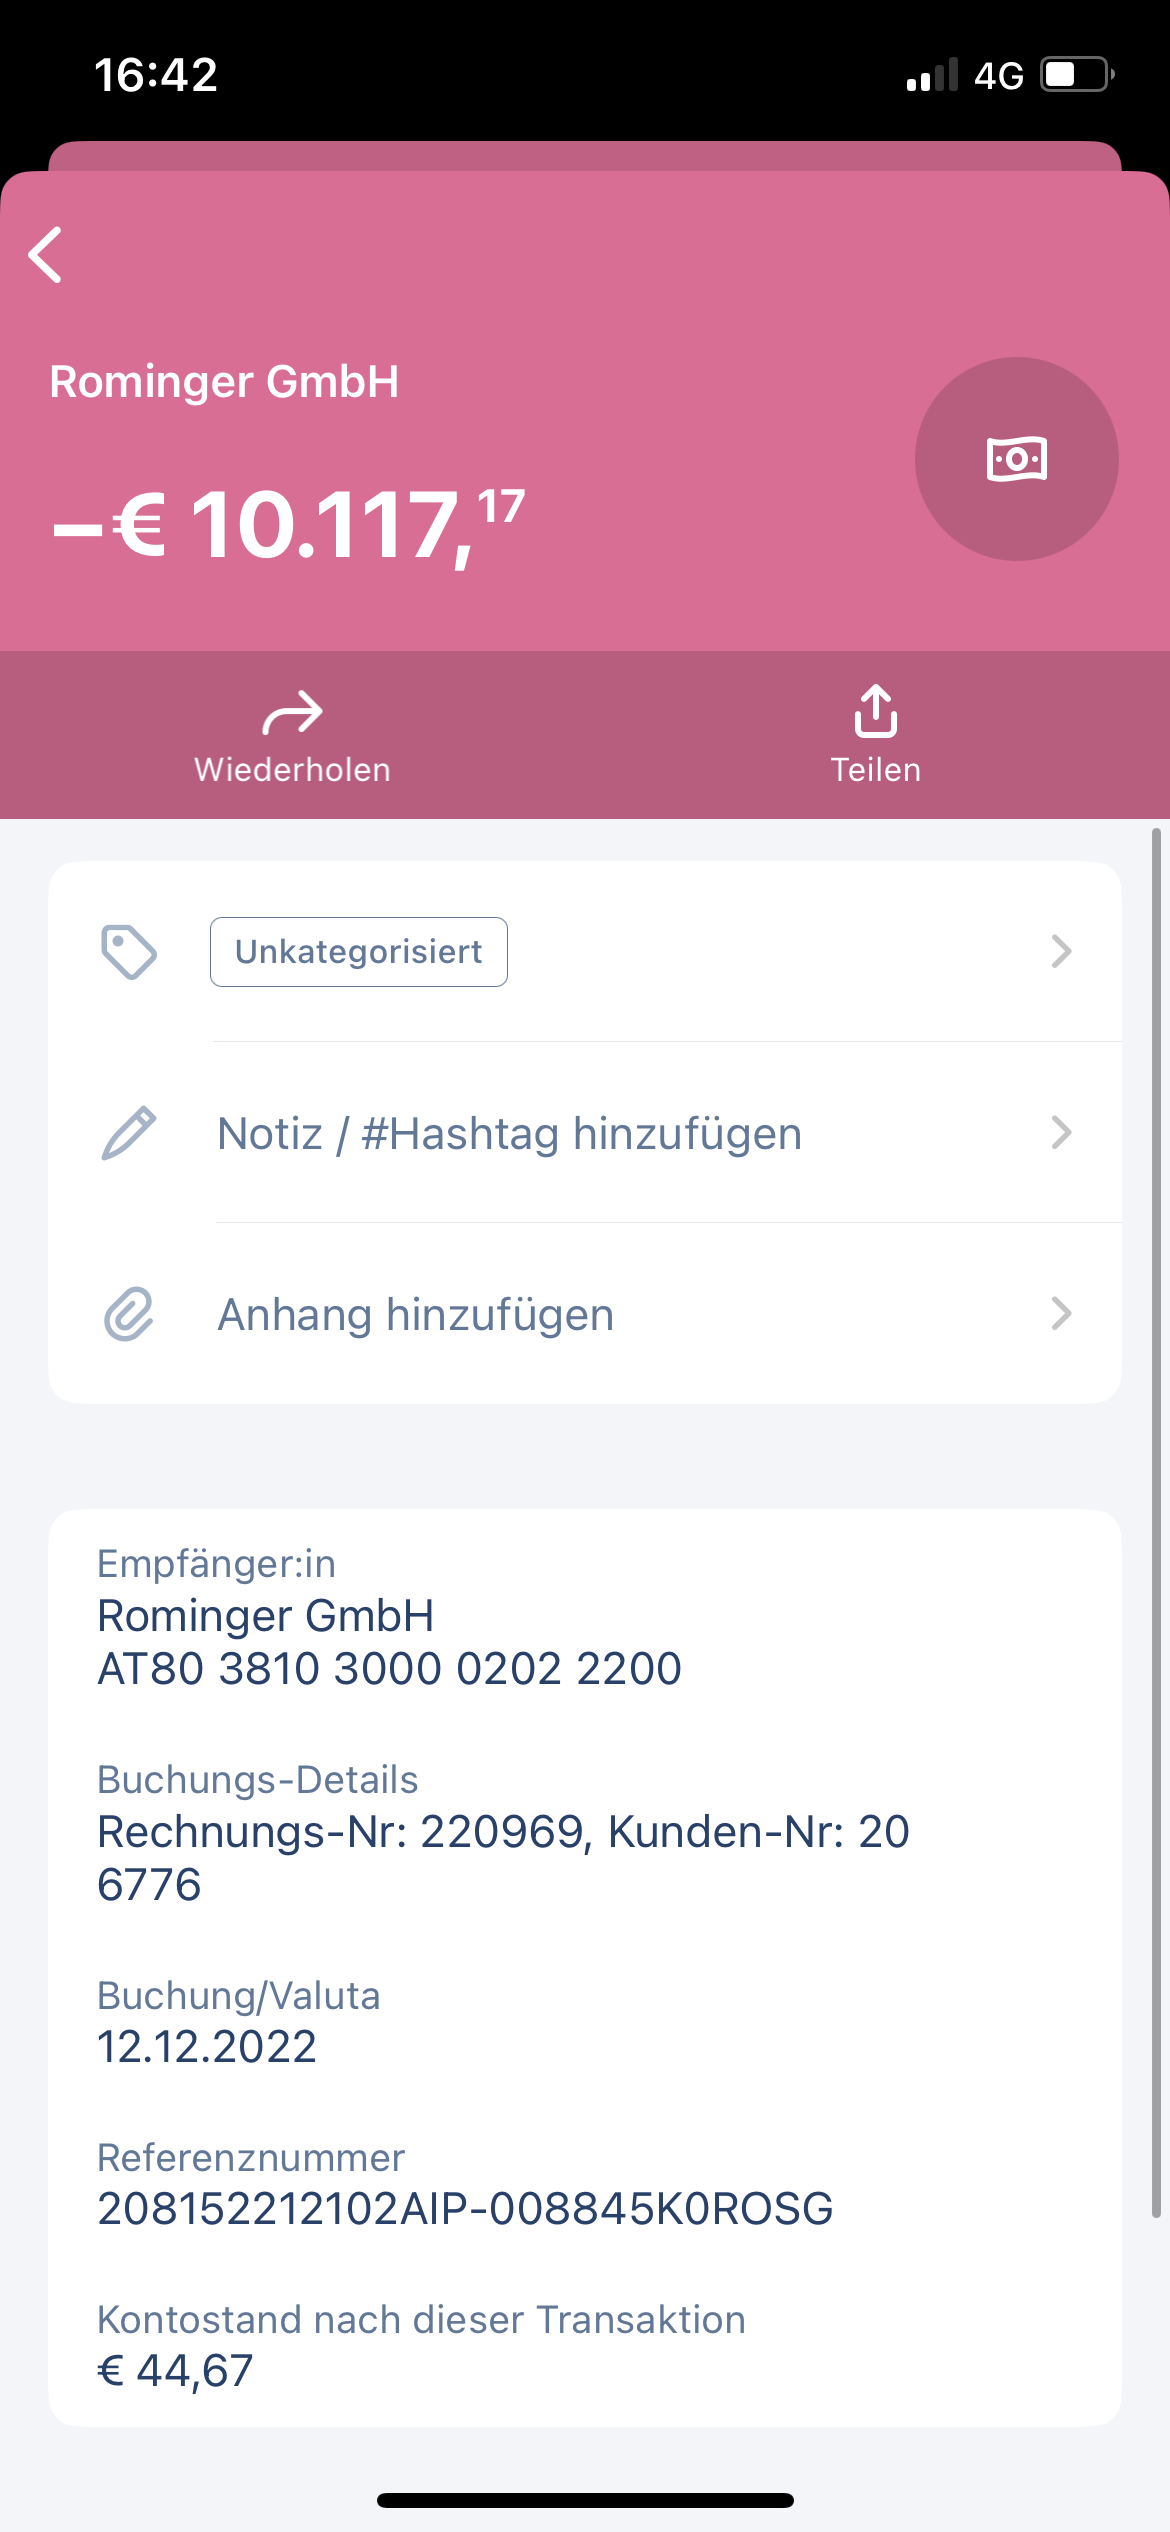 16:42
4G
Rominger GmbH
–€ 10.117,17
Wiederholen
Teilen
Unkategorisiert
Notiz / #Hashtag hinzufügen
Anhang hinzufügen
Empfänger:in
Rominger GmbH
AT80 3810 3000 0202 2200
Buchungs-Details
Rechnungs-Nr: 220969, Kunden-Nr: 20
6776
Buchung/Valuta
12.12.2022
Referenznummer
208152212102AIP-008845K0ROSG
Kontostand nach dieser Transaktion
€ 44,67